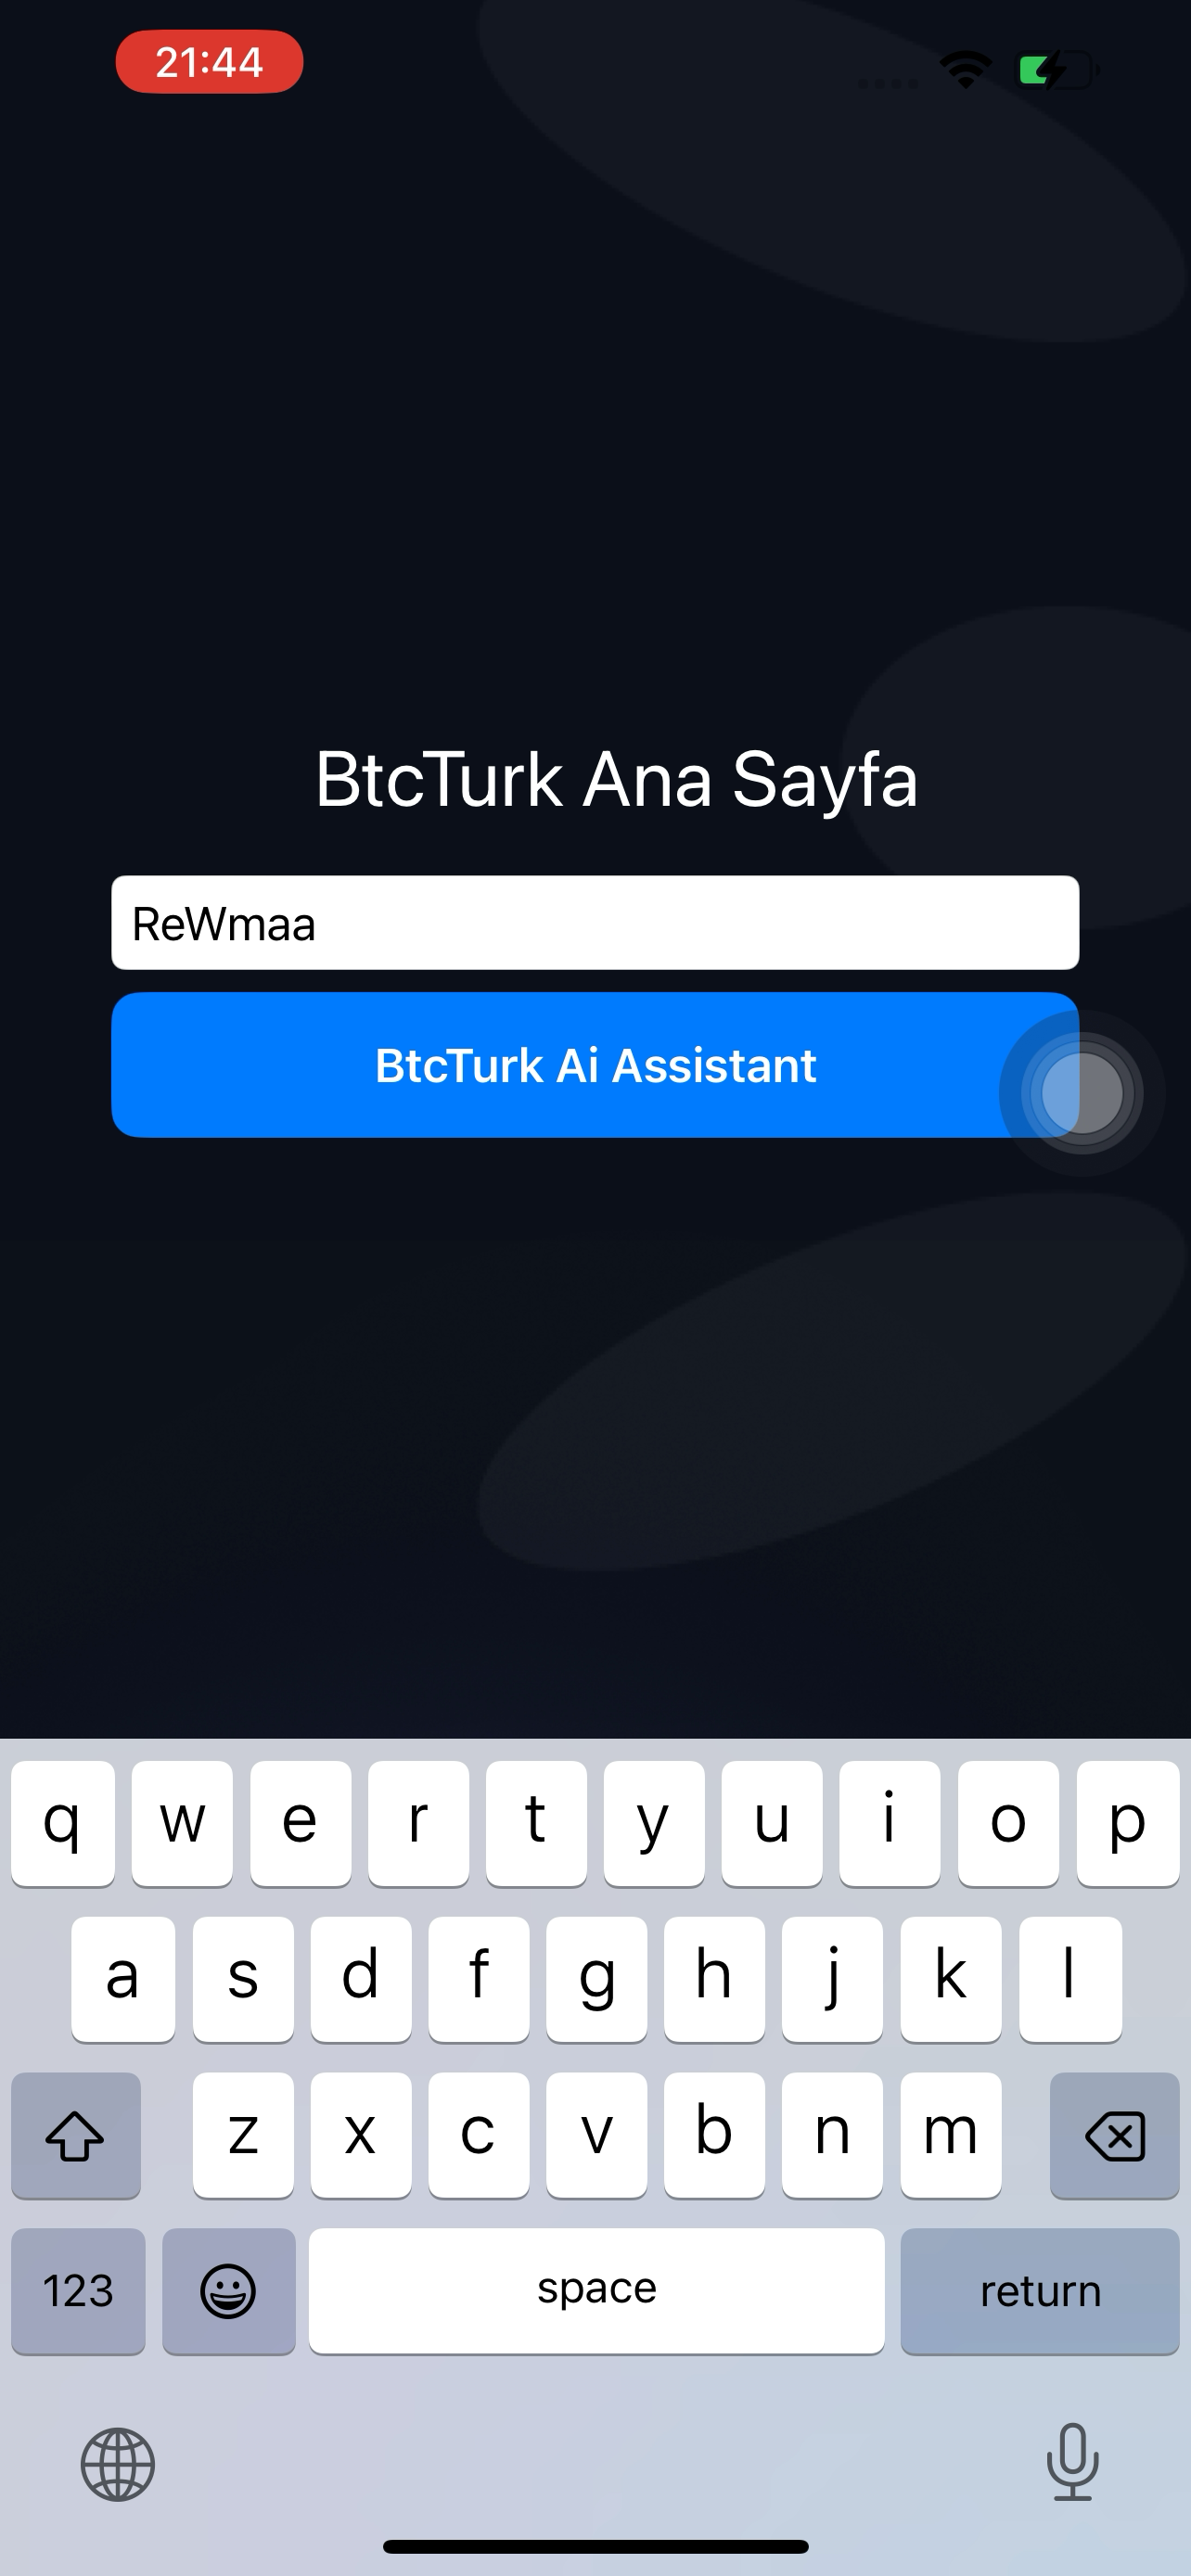 21:44
BtcTurk Ana Sayfa
ReWmaa
BtcTurk Ai Assistant
q w e r t y u i o p
a s d f g h j k l
z x c v b n m
123 space return